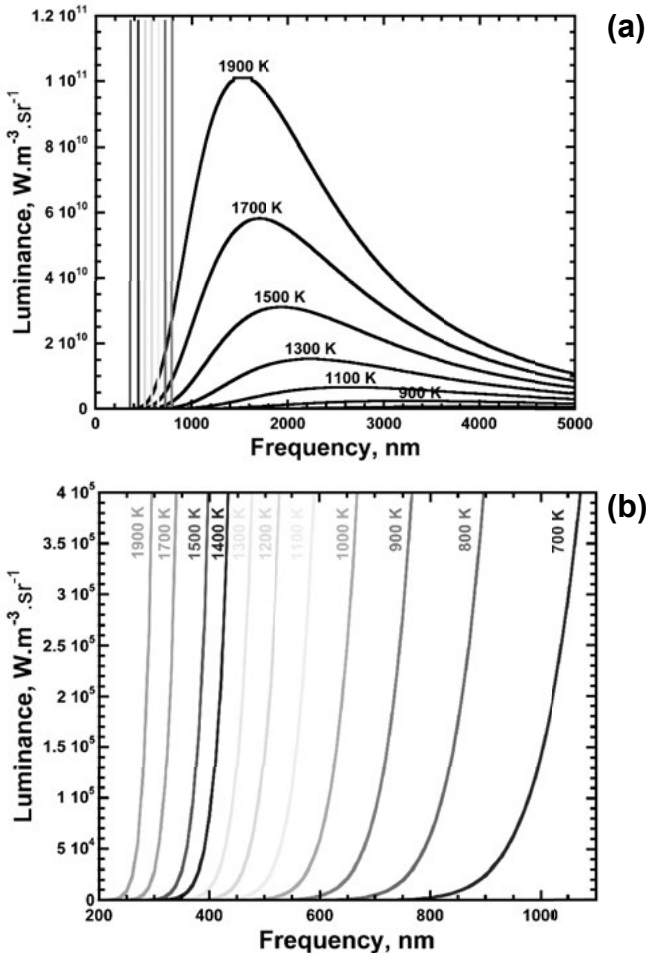 (a)
1.2 10¹¹
1 10¹¹
8 10¹⁰
6 10¹⁰
4 10¹⁰
2 10¹⁰
0
Luminance, W.m⁻³.sr⁻¹
1900 K
1700 K
1500 K
1300 K
1100 K
900 K
0 1000 2000 3000 4000 5000
Frequency, nm
(b)
4 10⁵
3.5 10⁵
3 10⁵
2.5 10⁵
2 10⁵
1.5 10⁵
1 10⁵
5 10⁴
0
Luminance, W.m⁻³.sr⁻¹
1900 K
1700 K
1500 K
1400 K
1300 K
1200 K
1100 K
1000 K
900 K
800 K
700 K
200 400 600 800 1000
Frequency, nm